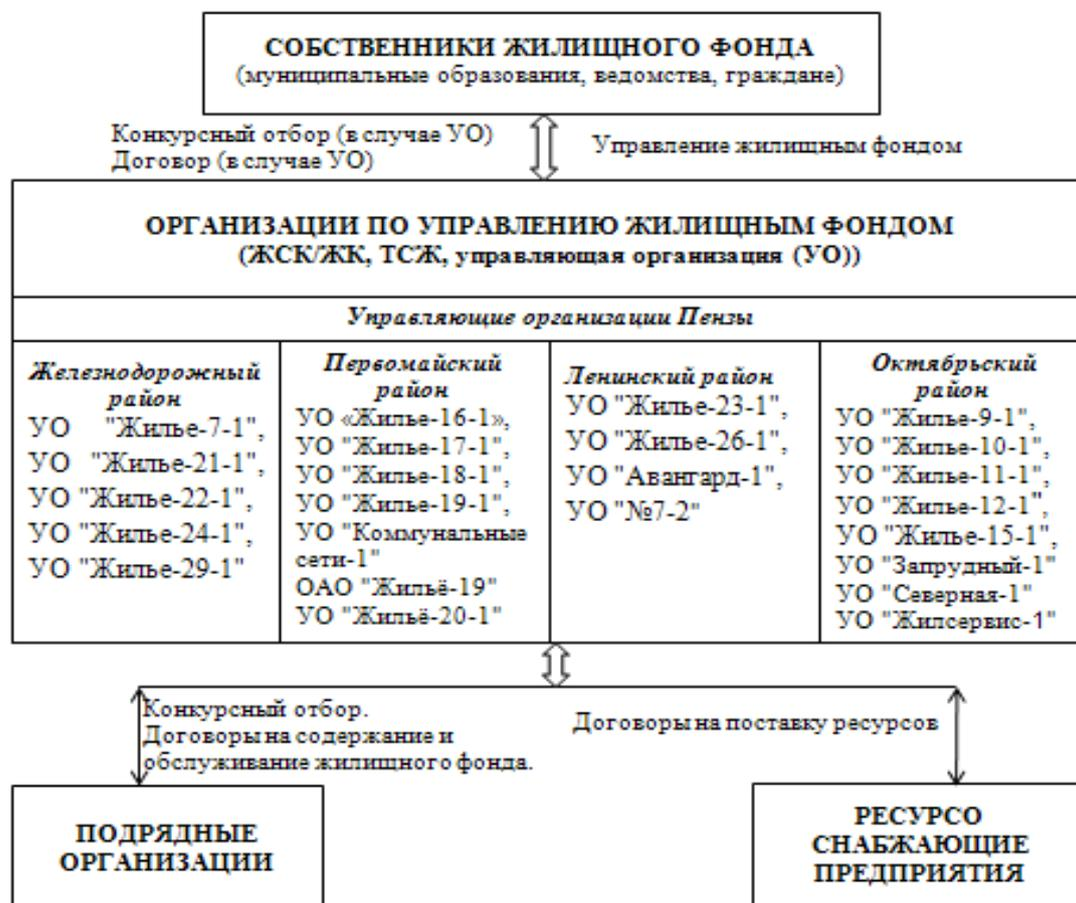 СОБСТВЕННИКИ ЖИЛИЩНОГО ФОНДА
(муниципальные образования, ведомства, граждане)
Конкурсный отбор (в случае УО)
Договор (в случае УО)
Управление жилищным фондом
ОРГАНИЗАЦИИ ПО УПРАВЛЕНИЮ ЖИЛИЩНЫМ ФОНДОМ
(ЖСК/ЖК, ТСЖ, управляющая организация (УО))
Управляющие организации Пензы
Железнодорожный
район
УО "Жилье-7-1",
УО "Жилье-21-1",
УО "Жилье-22-1",
УО "Жилье-24-1",
УО "Жилье-29-1"
Первомайский
район
УО «Жилье-16-1»,
УО "Жилье-17-1",
УО "Жилье-18-1",
УО "Жилье-19-1",
УО "Коммунальные
сети-1"
ОАО "Жильё-19"
УО "Жильё-20-1"
Ленинский район
УО "Жилье-23-1",
УО "Жилье-26-1",
УО "Авангард-1",
УО "№7-2"
Октябрьский
район
УО "Жилье-9-1",
УО "Жилье-10-1",
УО "Жилье-11-1",
УО "Жилье-12-1",
УО "Жилье-15-1",
УО "Запрудный-1"
УО "Северная-1"
УО "Жилсервис-1"
Конкурсный отбор.
Договоры на содержание и
обслуживание жилищного фонда.
Договоры на поставку ресурсов
ПОДРЯДНЫЕ
ОРГАНИЗАЦИИ
РЕСУРСО
СНАБЖАЮЩИЕ
ПРЕДПРИЯТИЯ